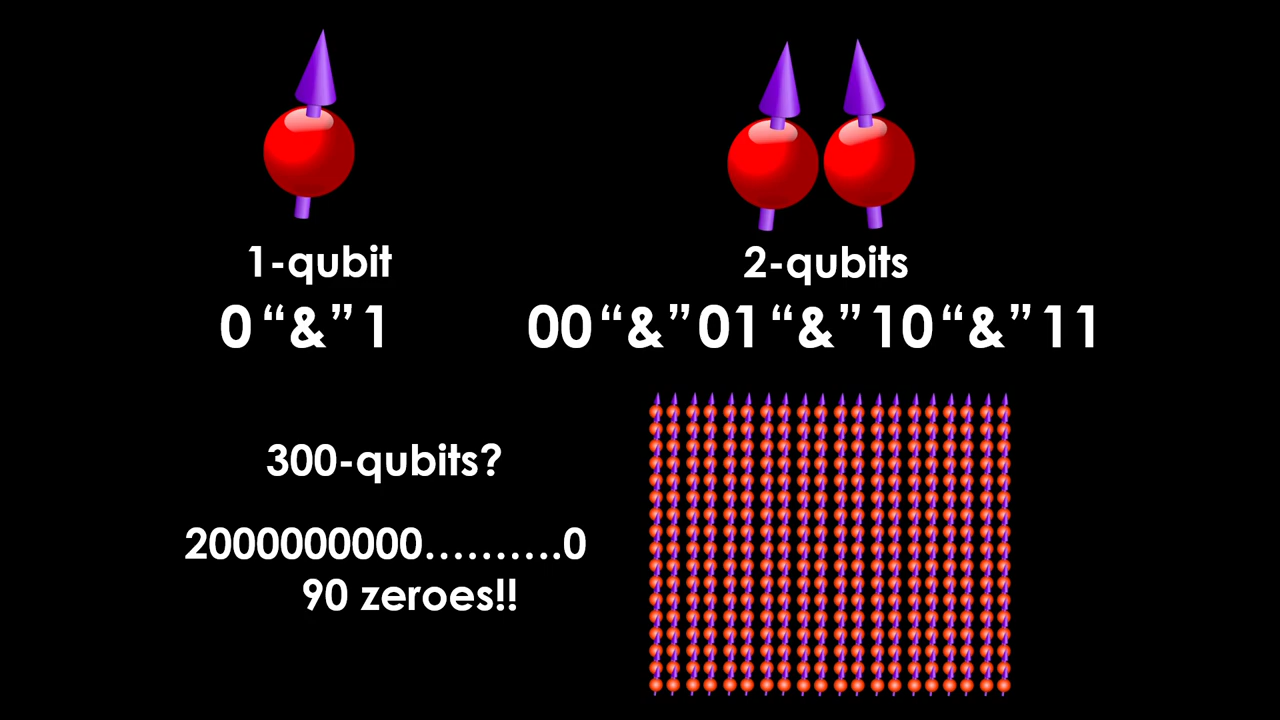 1-qubit
2-qubits
0 “&” 1
00 “&” 01 “&” 10 “&” 11
300-qubits?
2000000000..........0
90 zeroes!!